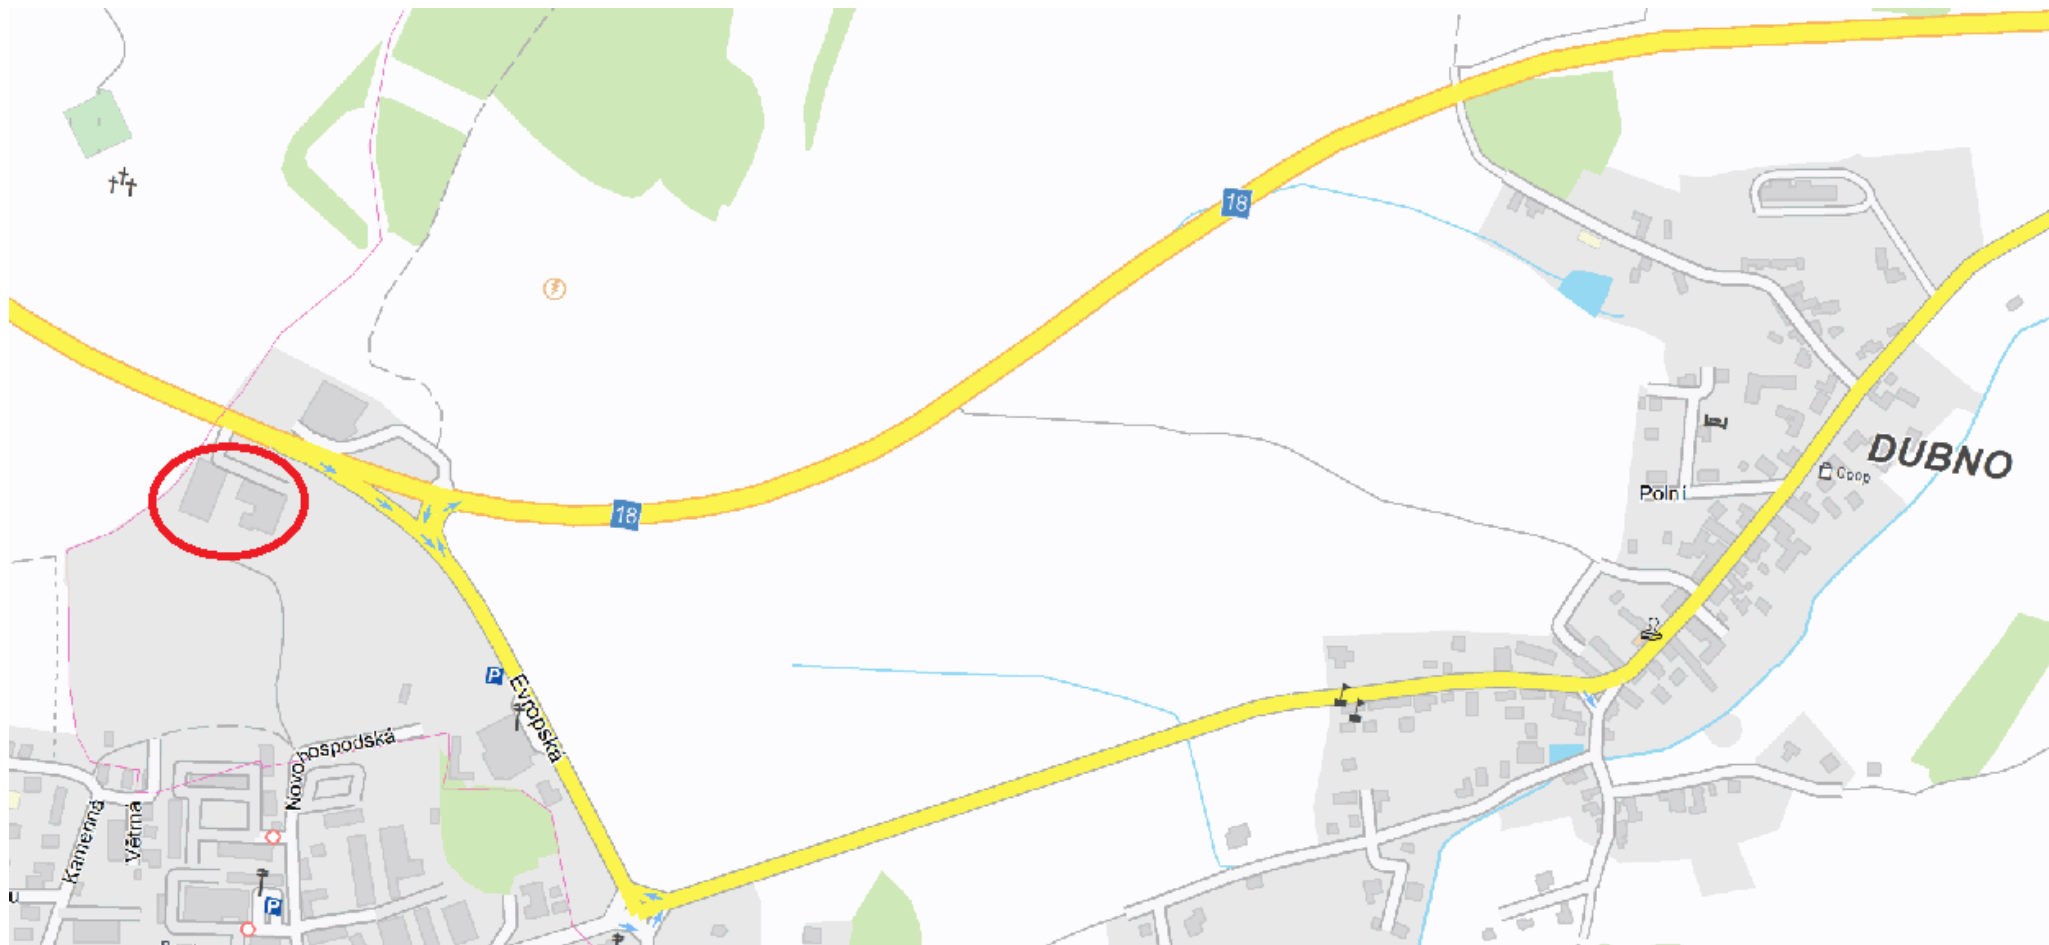 18
DUBNO
Coop
Polní
18
P
Evropská
Novohospodská
Kamenná
Větrná
P
u